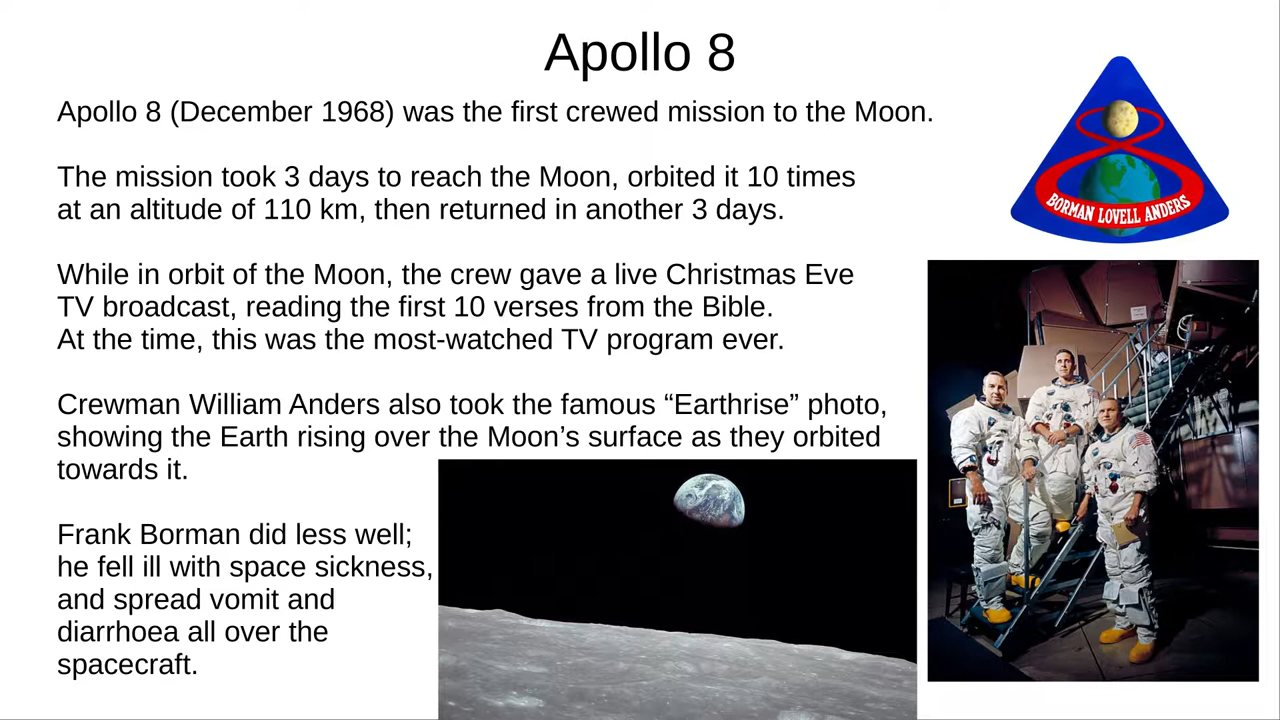 Apollo 8
Apollo 8 (December 1968) was the first crewed mission to the Moon.
The mission took 3 days to reach the Moon, orbited it 10 times
at an altitude of 110 km, then returned in another 3 days.
While in orbit of the Moon, the crew gave a live Christmas Eve
TV broadcast, reading the first 10 verses from the Bible.
At the time, this was the most-watched TV program ever.
Crewman William Anders also took the famous “Earthrise” photo,
showing the Earth rising over the Moon’s surface as they orbited
towards it.
Frank Borman did less well;
he fell ill with space sickness,
and spread vomit and
diarrhoea all over the
spacecraft.
BORMAN LOVELL ANDERS